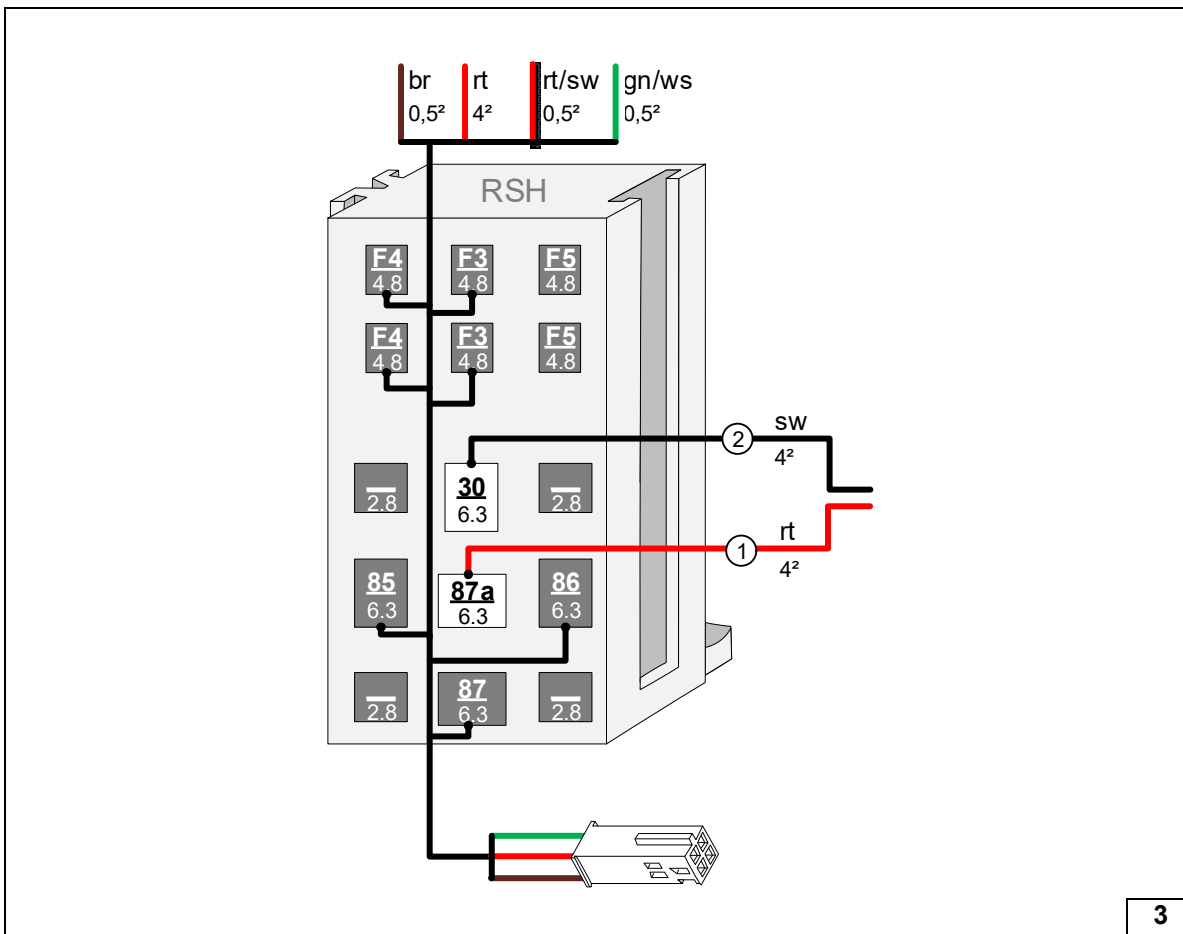 br rt rt/sw gn/ws
0,5² 4² 0,5² 0,5²
RSH
F4 F3 F5
4.8 4.8 4.8
F4 F3 F5
4.8 4.8 4.8
2 sw
4²
30
2.8 6.3 2.8
1 rt
4²
85 87a 86
6.3 6.3 6.3
87
2.8 6.3 2.8
3